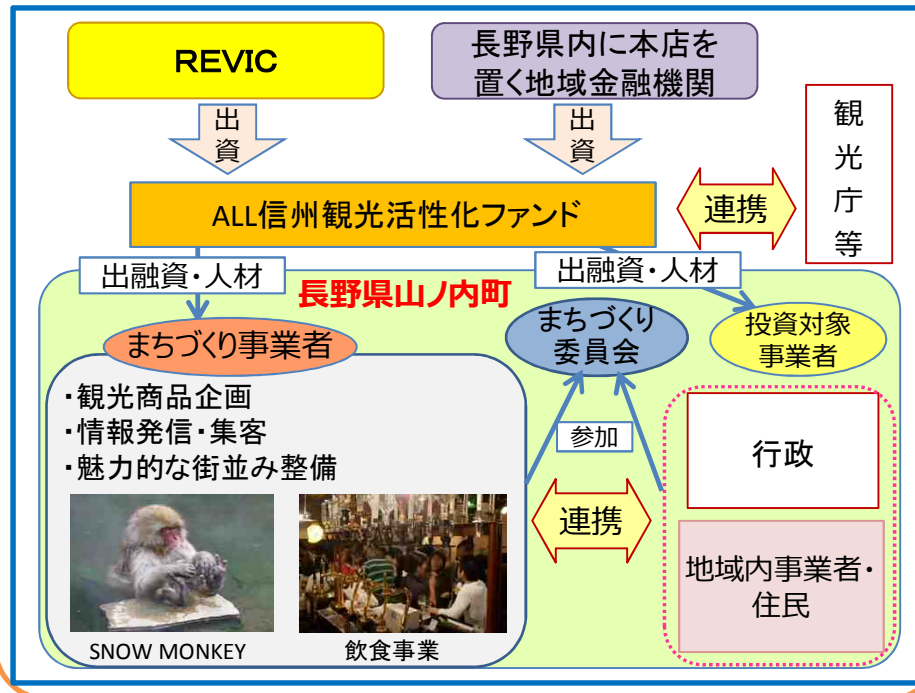 REVIC
長野県内に本店を
置く地域金融機関
出
資
出
資
観
光
庁
等
ALL信州観光活性化ファンド
連携
出融資・人材
出融資・人材
長野県山ノ内町
まちづくり事業者
まちづくり
委員会
投資対象
事業者
・観光商品企画
・情報発信・集客
・魅力的な街並み整備
参加
行政
連携
地域内事業者・
住民
SNOW MONKEY
飲食事業